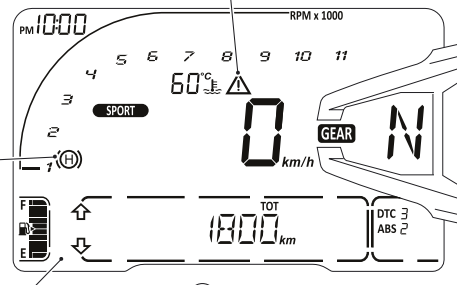 PM 10:00
RPM x 1000
1 2 3 4 5 6 7 8 9 10 11
60°C
SPORT
(H)
0 km/h
GEAR
N
F
E
TOT
1800 km
DTC 3
ABS 2